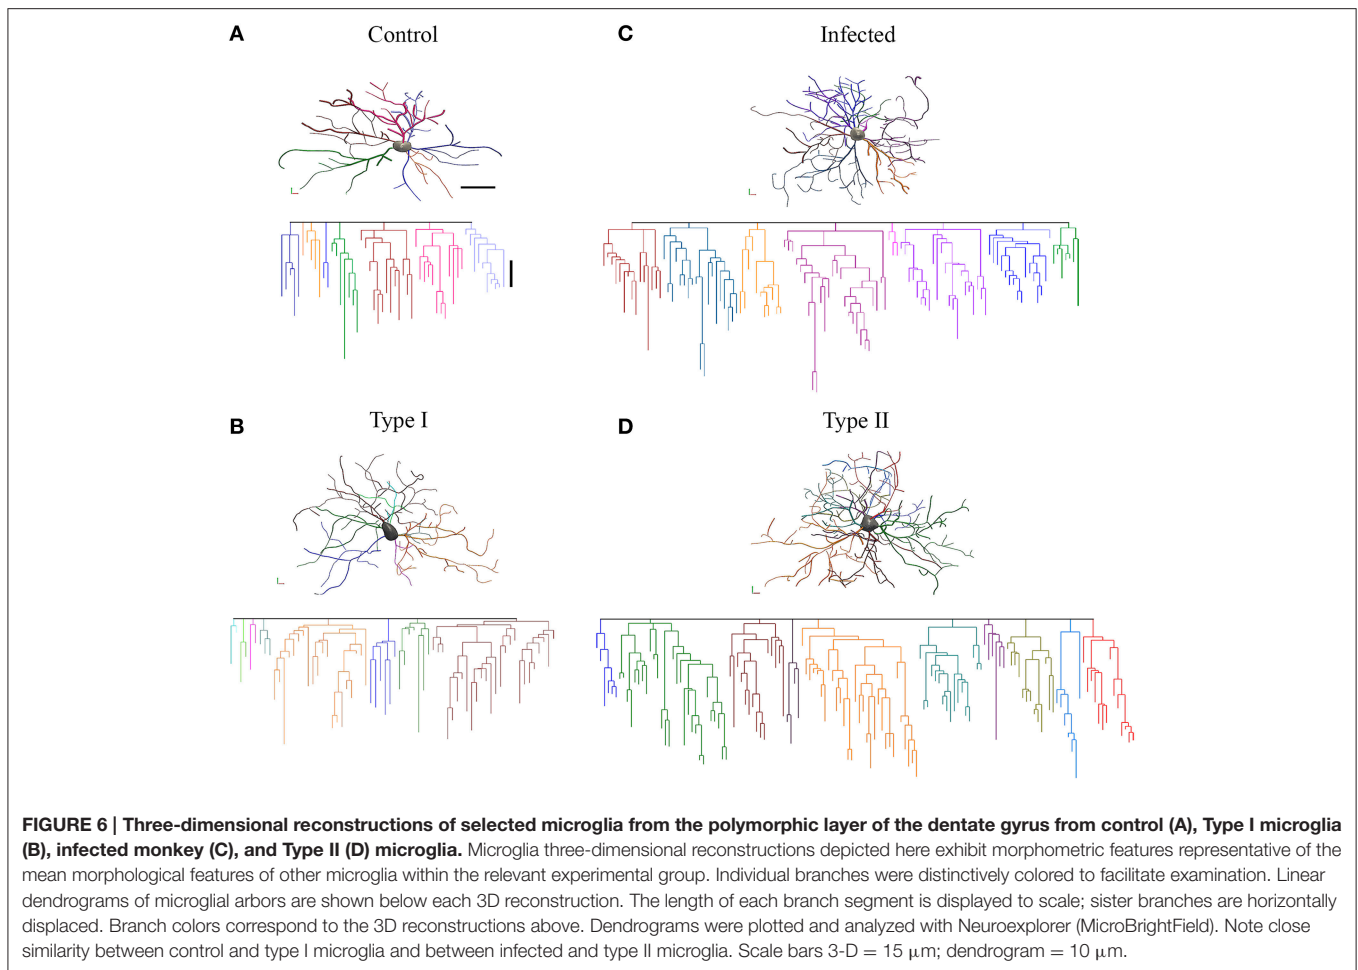 A
Control
C
Infected
B
Type I
D
Type II
FIGURE 6 | Three-dimensional reconstructions of selected microglia from the polymorphic layer of the dentate gyrus from control (A), Type I microglia
(B), infected monkey (C), and Type II (D) microglia. Microglia three-dimensional reconstructions depicted here exhibit morphometric features representative of the
mean morphological features of other microglia within the relevant experimental group. Individual branches were distinctively colored to facilitate examination. Linear
dendrograms of microglial arbors are shown below each 3D reconstruction. The length of each branch segment is displayed to scale; sister branches are horizontally
displaced. Branch colors correspond to the 3D reconstructions above. Dendrograms were plotted and analyzed with Neuroexplorer (MicroBrightField). Note close
similarity between control and type I microglia and between infected and type II microglia. Scale bars 3-D = 15 μm; dendrogram = 10 μm.